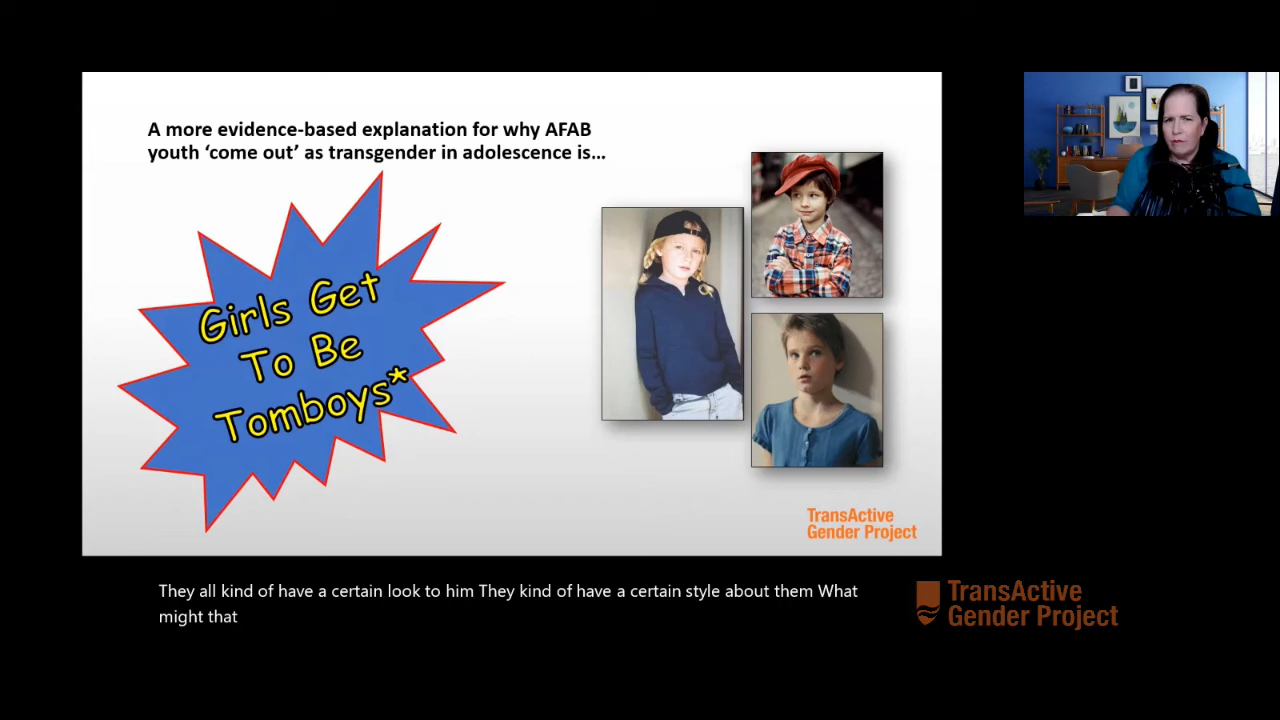 A more evidence-based explanation for why AFAB
youth ‘come out’ as transgender in adolescence is...
Girls Get
To Be
Tomboys*
TransActive
Gender Project
They all kind of have a certain look to him They kind of have a certain style about them What
might that
TransActive
Gender Project